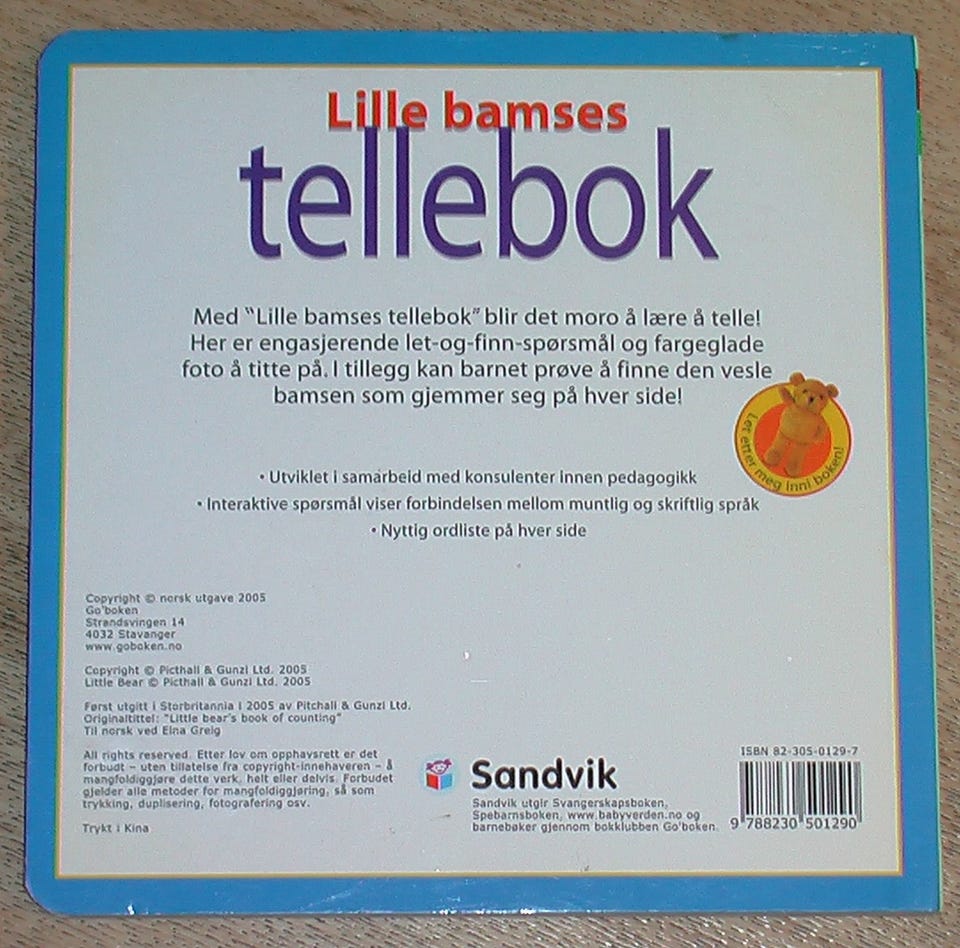 Lille bamses
tellebok
Med "Lille bamses tellebok" blir det moro å lære å telle!
Her er engasjerende let-og-finn-spørsmål og fargeglade
foto å titte på. I tillegg kan barnet prøve å finne den vesle
bamsen som gjemmer seg på hver side!
Let etter meg inni boken!
• Utviklet i samarbeid med konsulenter innen pedagogikk
• Interaktive spørsmål viser forbindelsen mellom muntlig og skriftlig språk
• Nyttig ordliste på hver side
Copyright © norsk utgave 2005
Go'boken
Strandsvingen 14
4032 Stavanger
www.goboken.no
Copyright © Picthall & Gunzi Ltd. 2005
Little Bear © Picthall & Gunzi Ltd. 2005
Først utgitt i Storbritannia i 2005 av Pitchall & Gunzi Ltd.
Originaltittel: "Little bear's book of counting"
Til norsk ved Eina Greig
All rights reserved. Etter lov om opphavsrett er det
forbudt – uten tillatelse fra copyright-innehaveren – å
mangfoldiggjøre dette verk, helt eller delvis. Forbudet
gjelder alle metoder for mangfoldiggjøring, så som
trykking, duplisering, fotografering osv.
Trykt i Kina
Sandvik
Sandvik utgir Svangerskapsboken,
Spebarnsboken, www.babyverden.no og
barnebøker gjennom bokklubben Go'boken.
ISBN 82-305-0129-7
9 788230 501290